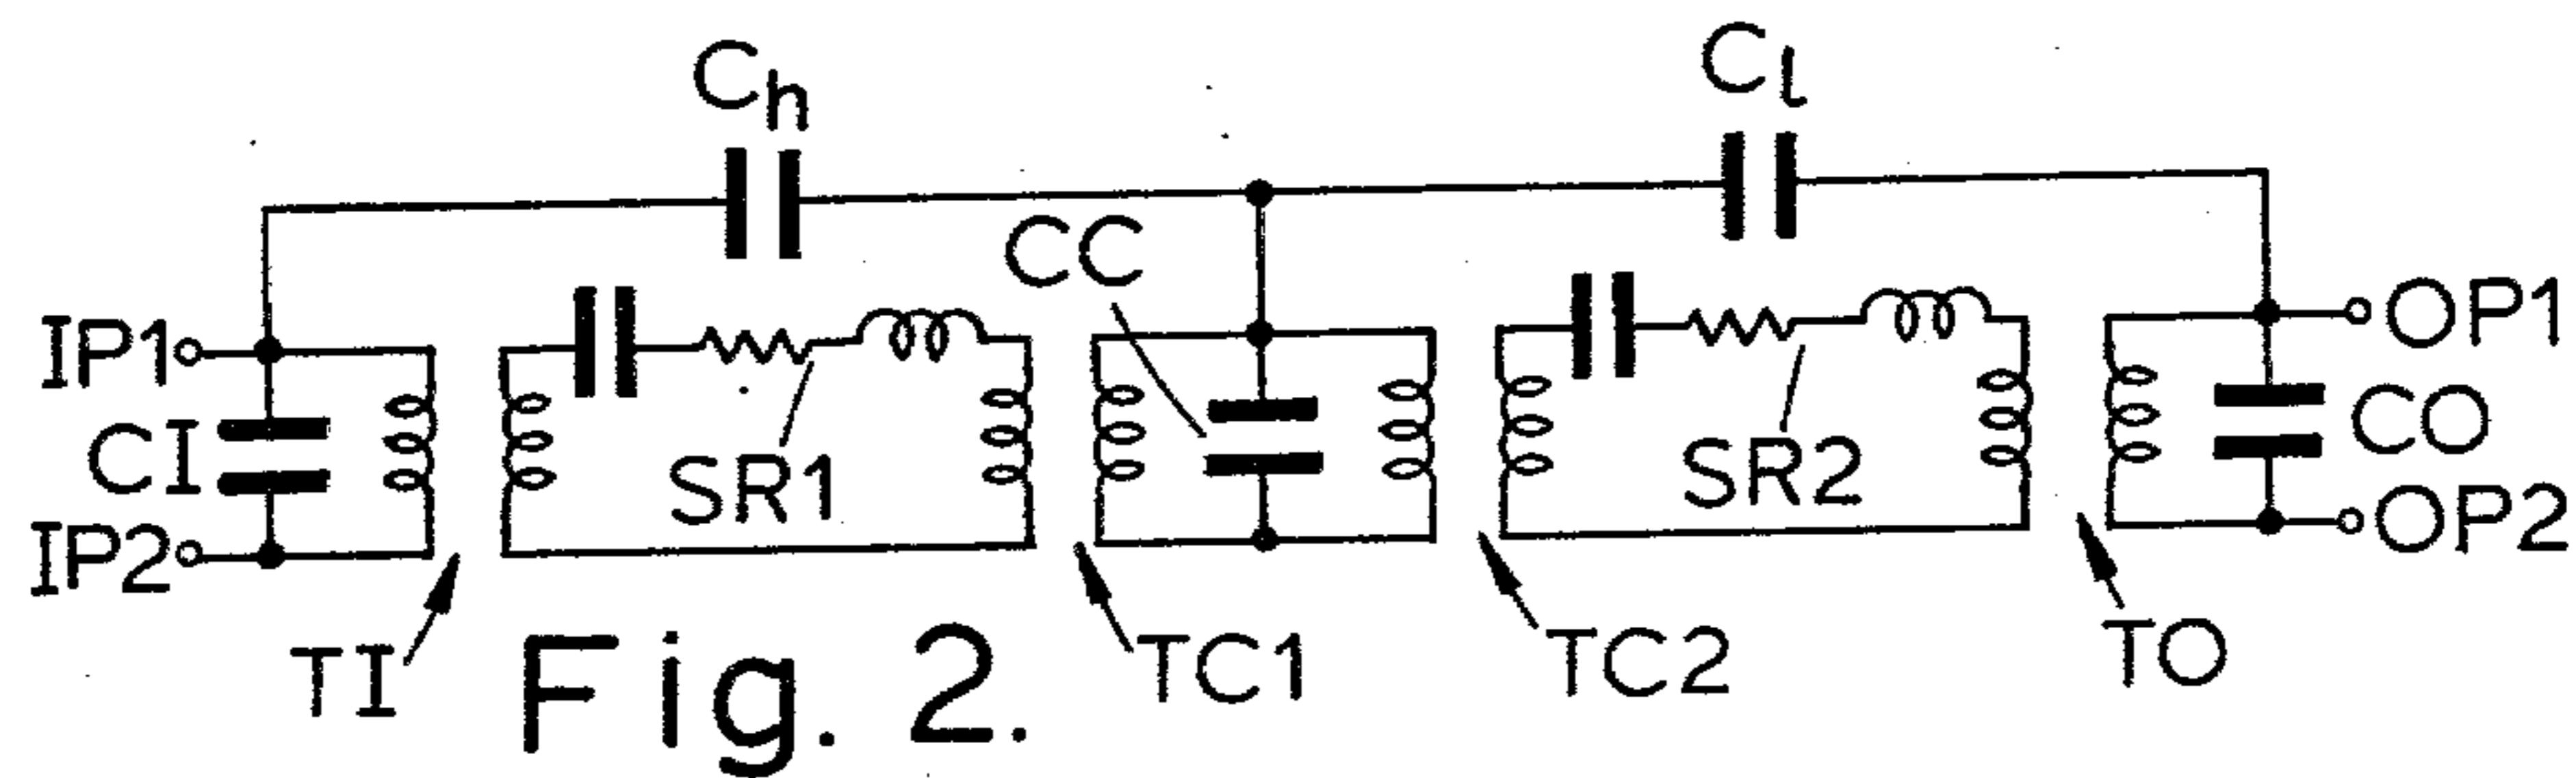 Ch
Cl
CC
IP1
OP1
CI
CO
SR1
SR2
IP2
OP2
TI
TC1
TC2
TO
Fig. 2.